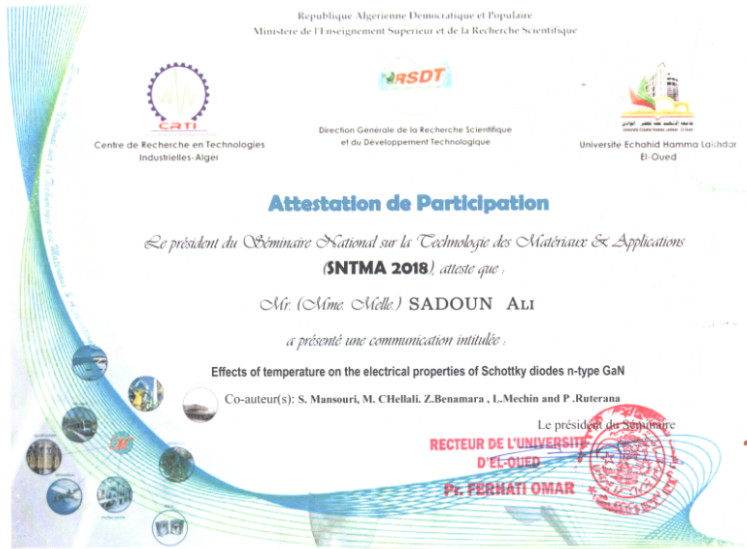 Republique Algerienne Democratique et Populaire
Ministere de l'Enseignement Superieur et de la Recherche Scientifique
CRTI
RSDT
Centre de Recherche en Technologies
Industrielles-Alger
Direction Generale de la Recherche Scientifique
et du Developpement Technologique
Universite Echahid Hamma Lakhdar
El-Oued
Attestation de Participation
Le président du Séminaire National sur la Technologie des Matériaux & Applications
(SNTMA 2018), atteste que :
Mr. (Mme. Melle.) SADOUN ALI
a présenté une communication intitulée :
Effects of temperature on the electrical properties of Schottky diodes n-type GaN
Co-auteur(s): S. Mansouri, M. CHellali. Z.Benamara , L.Mechin and P .Ruterana
Le président du Séminaire
RECTEUR DE L'UNIVERSITE
D'EL-OUED
Pr. FERHATI OMAR